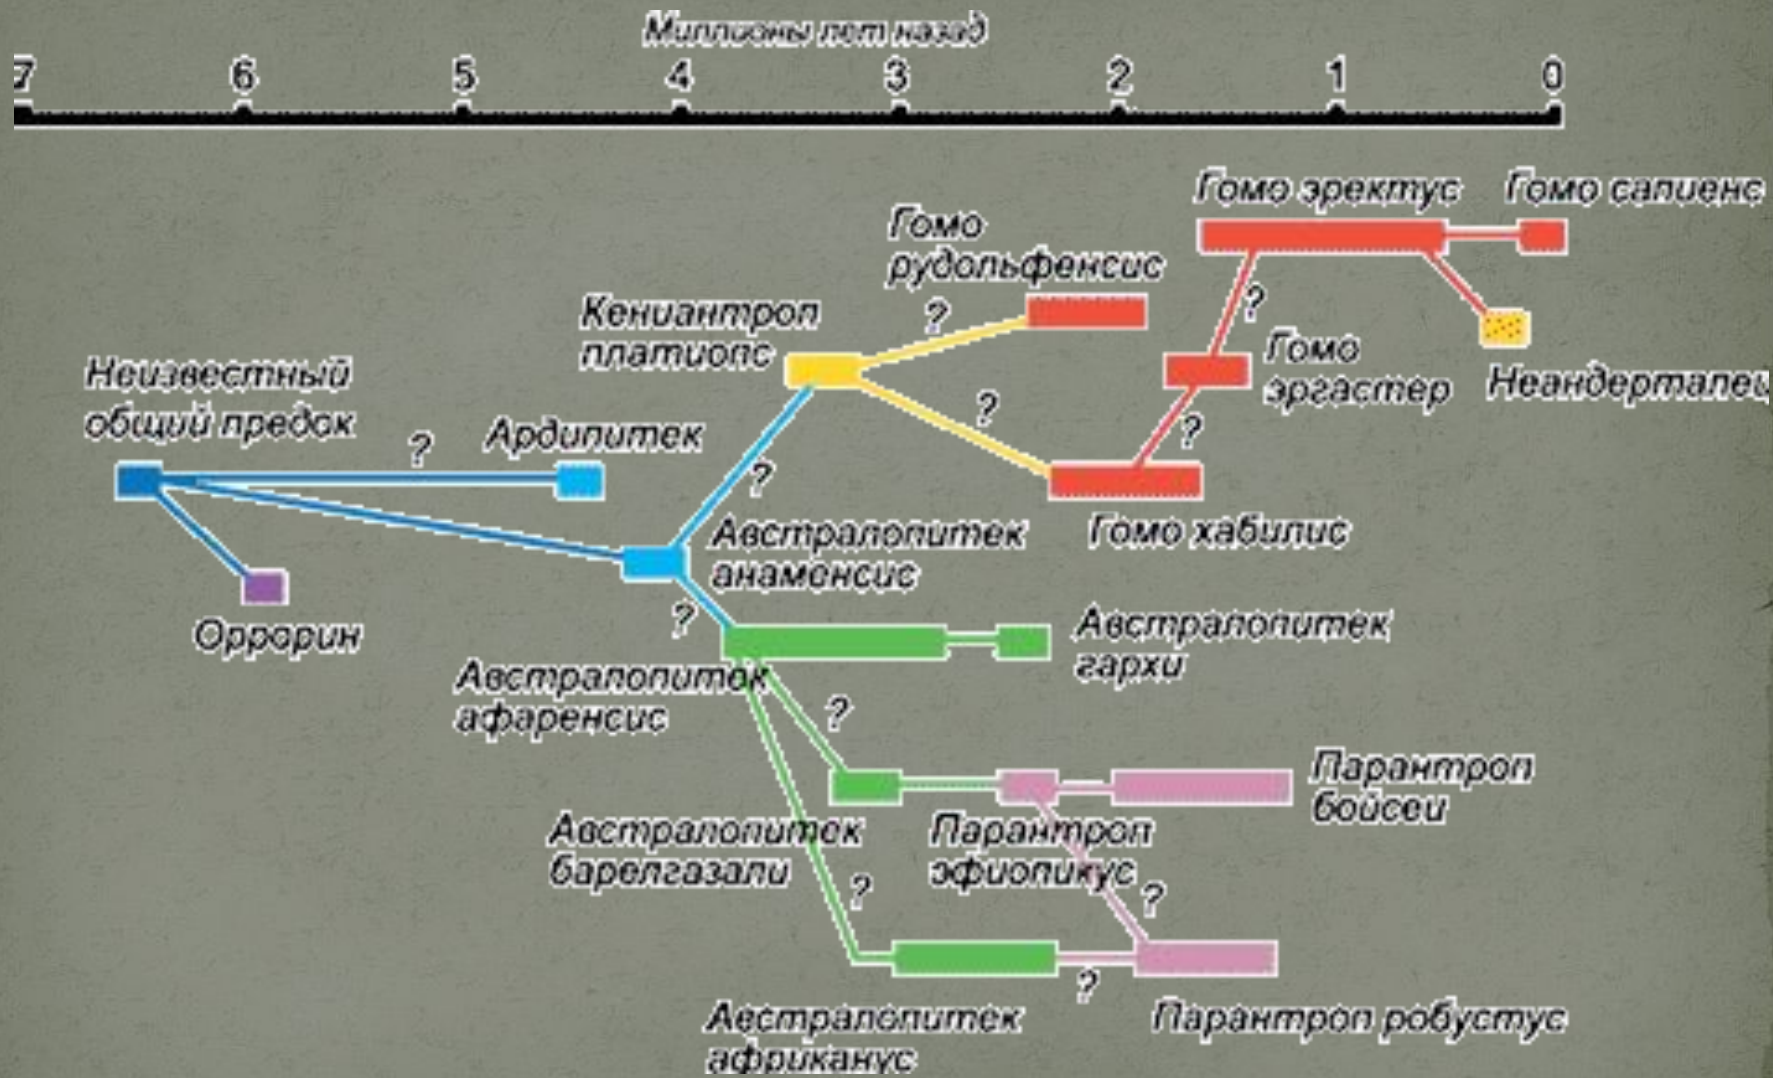 Миллионы лет назад
7 6 5 4 3 2 1 0
Гомо эректус
Гомо сапиенс
Гомо
рудольфенсис
?
Кениантроп
платиопс
?
Гомо
эргастер
Неандерталец
Неизвестный
общий предок
?
Ардипитек
?
?
?
Австралопитек
анаменсис
Гомо хабилис
?
Оррорин
Австралопитек
гархи
Австралопиток
афаренсис
?
Парантроп
бойсеи
Австралопитек
барелгазали
Парантроп
эфиопикус
?
?
?
Австралопитек
африканус
Парантроп робустус